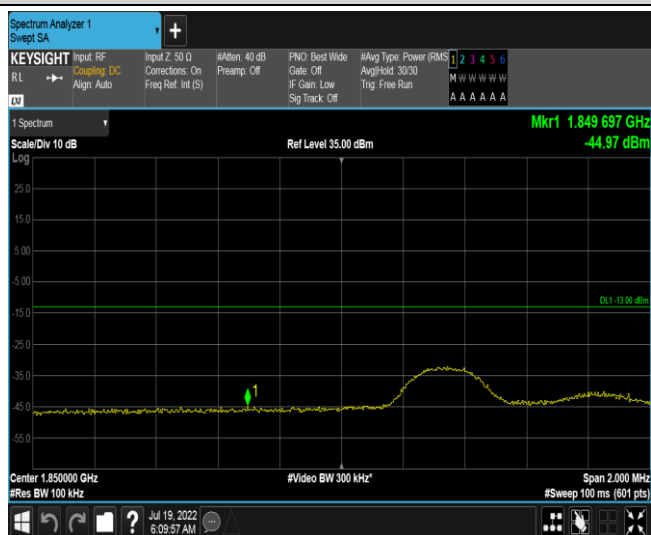 Spectrum Analyzer 1
Swept SA
+
KEYSIGHT
RL
Input: RF
Coupling: DC
Align: Auto
Input Z: 50 Ω
Corrections: On
Freq Ref: Int (S)
#Atten: 40 dB
Preamp: Off
PNO: Best Wide
Gate: Off
IF Gain: Low
Sig Track: Off
#Avg Type: Power (RMS
Avg|Hold: 30/30
Trig: Free Run
1 2 3 4 5 6
M W W W W W
A A A A A A
1 Spectrum
Scale/Div 10 dB
Ref Level 35.00 dBm
Mkr1 1.849 697 GHz
-44.97 dBm
Log
25.0
15.0
5.00
-5.00
DL1 -13.00 dBm
-15.0
-25.0
-35.0
1
-45.0
-55.0
Center 1.850000 GHz
#Res BW 100 kHz
#Video BW 300 kHz*
Span 2.000 MHz
#Sweep 100 ms (601 pts)
?
Jul 19, 2022
6:09:57 AM